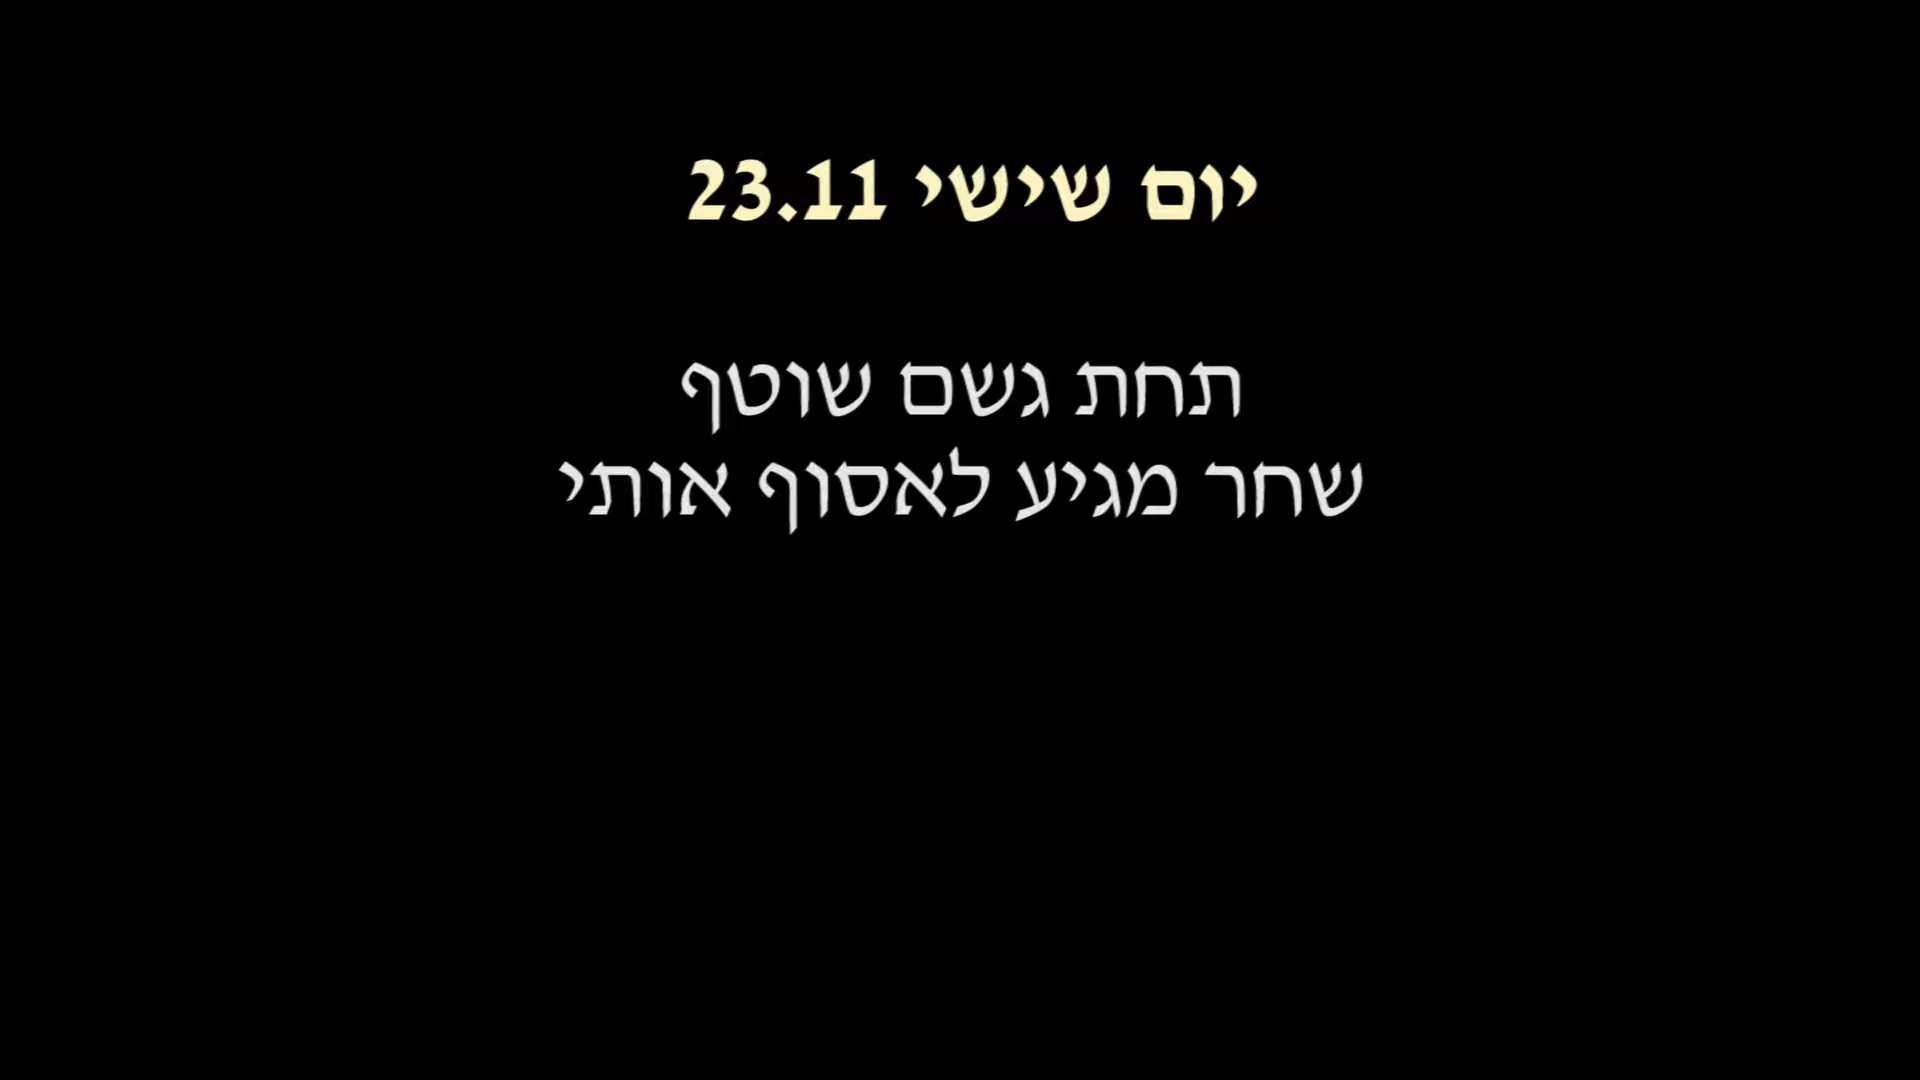 יום שישי 23.11
תחת גשם שוטף
שחר מגיע לאסוף אותי